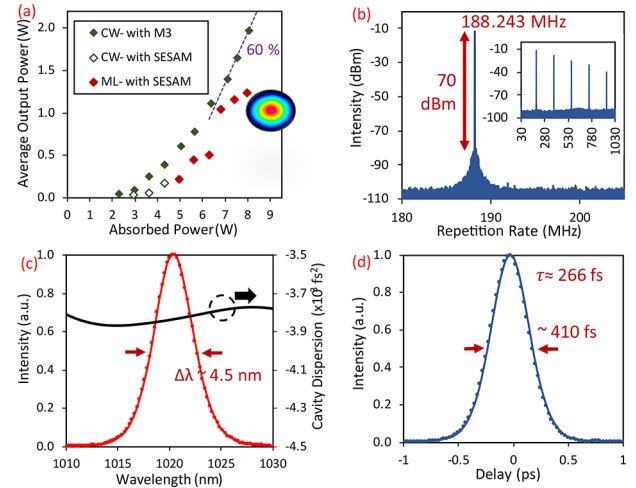 (a)
Average Output Power(W)
2.0
1.5
1.0
0.5
0.0
CW- with M3
CW- with SESAM
ML- with SESAM
60 %
0 1 2 3 4 5 6 7 8 9
Absorbed Power(W)
(b)
188.243 MHz
Intensity (dBm)
-10
-30
-50
-70
-90
-110
70
dBm
0
-20
-40
-60
-80
-100
30 280 530 780 1030
180 190 200
Repetition Rate (MHz)
(c)
Intensity (a.u.)
1.0
0.8
0.6
0.4
0.2
0.0
Δλ ~ 4.5 nm
-3.5
-3.7
-3.9
-4.1
-4.3
-4.5
Cavity Dispersion (x10³ fs²)
1010 1015 1020 1025 1030
Wavelength (nm)
(d)
Intensity (a.u.)
1.0
0.8
0.6
0.4
0.2
0.0
τ≈ 266 fs
~ 410 fs
-1 -0.5 0 0.5 1
Delay (ps)